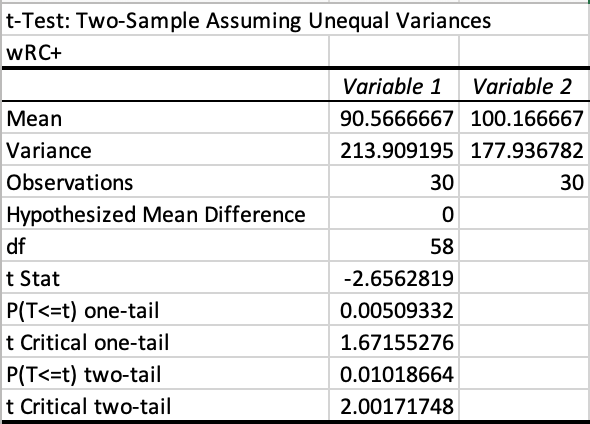 t-Test: Two-Sample Assuming Unequal Variances
wRC+
Variable 1 Variable 2
Mean 90.5666667 100.166667
Variance 213.909195 177.936782
Observations 30 30
Hypothesized Mean Difference 0
df 58
t Stat -2.6562819
P(T<=t) one-tail 0.00509332
t Critical one-tail 1.67155276
P(T<=t) two-tail 0.01018664
t Critical two-tail 2.00171748